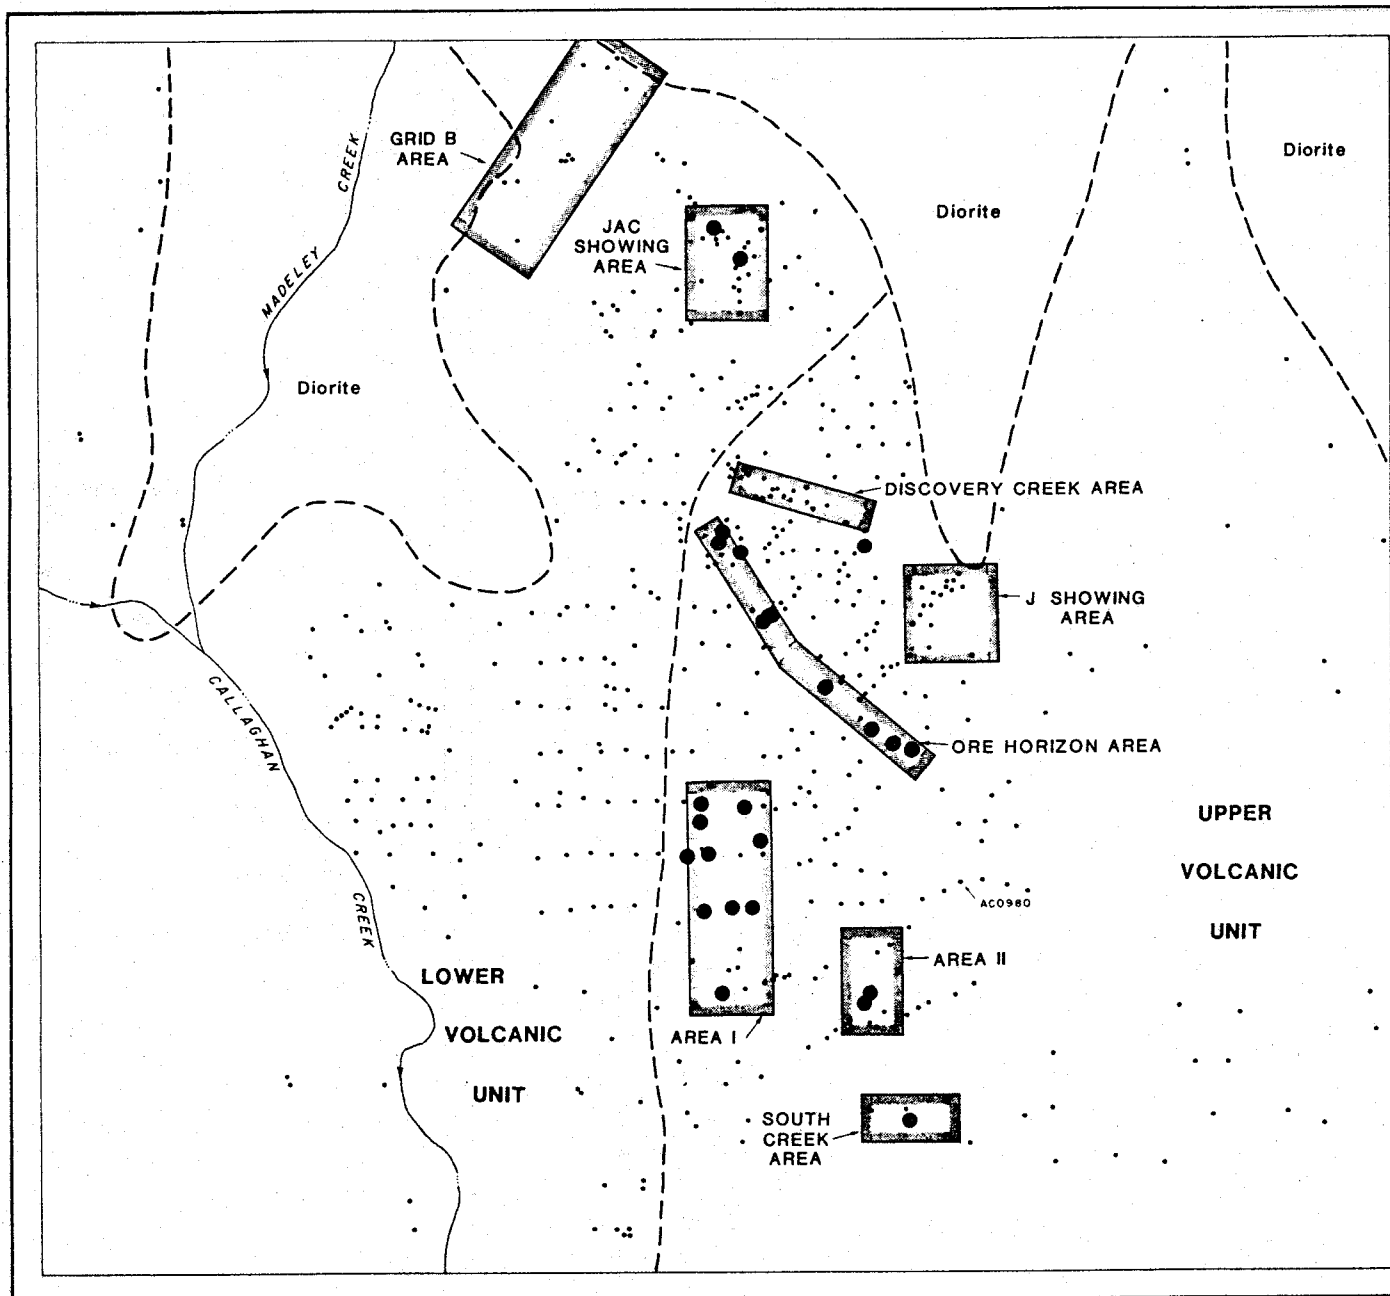 GRID B
AREA
CREEK
MADELEY
Diorite
Diorite
JAC
SHOWING
AREA
Diorite
DISCOVERY CREEK AREA
J SHOWING
AREA
CALLAGHAN
CREEK
ORE HORIZON AREA
UPPER
VOLCANIC
UNIT
AC0980
LOWER
VOLCANIC
UNIT
AREA II
AREA I
SOUTH
CREEK
AREA